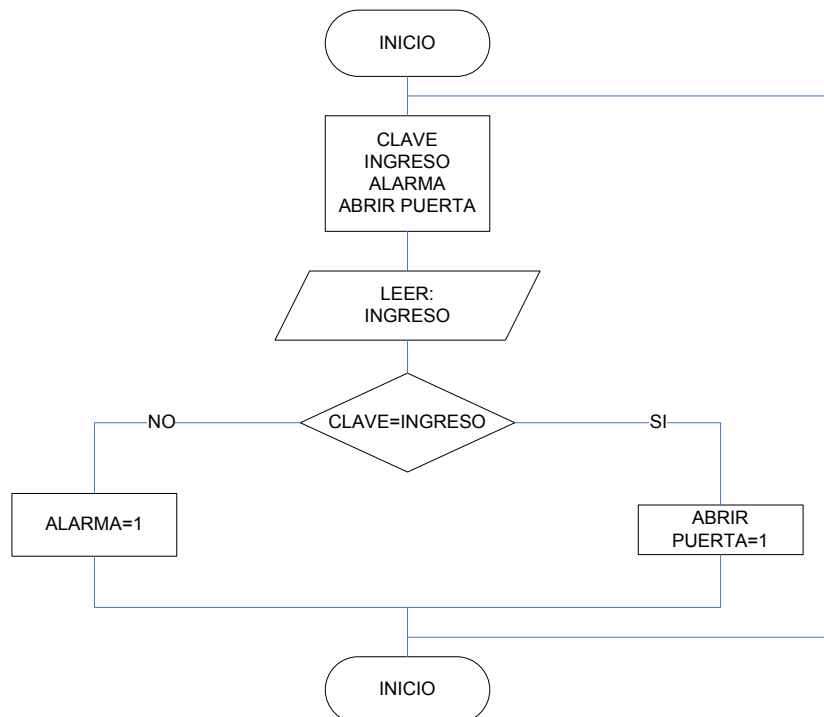 INICIO
CLAVE
INGRESO
ALARMA
ABRIR PUERTA
LEER:
INGRESO
CLAVE=INGRESO
NO
SI
ALARMA=1
ABRIR
PUERTA=1
INICIO